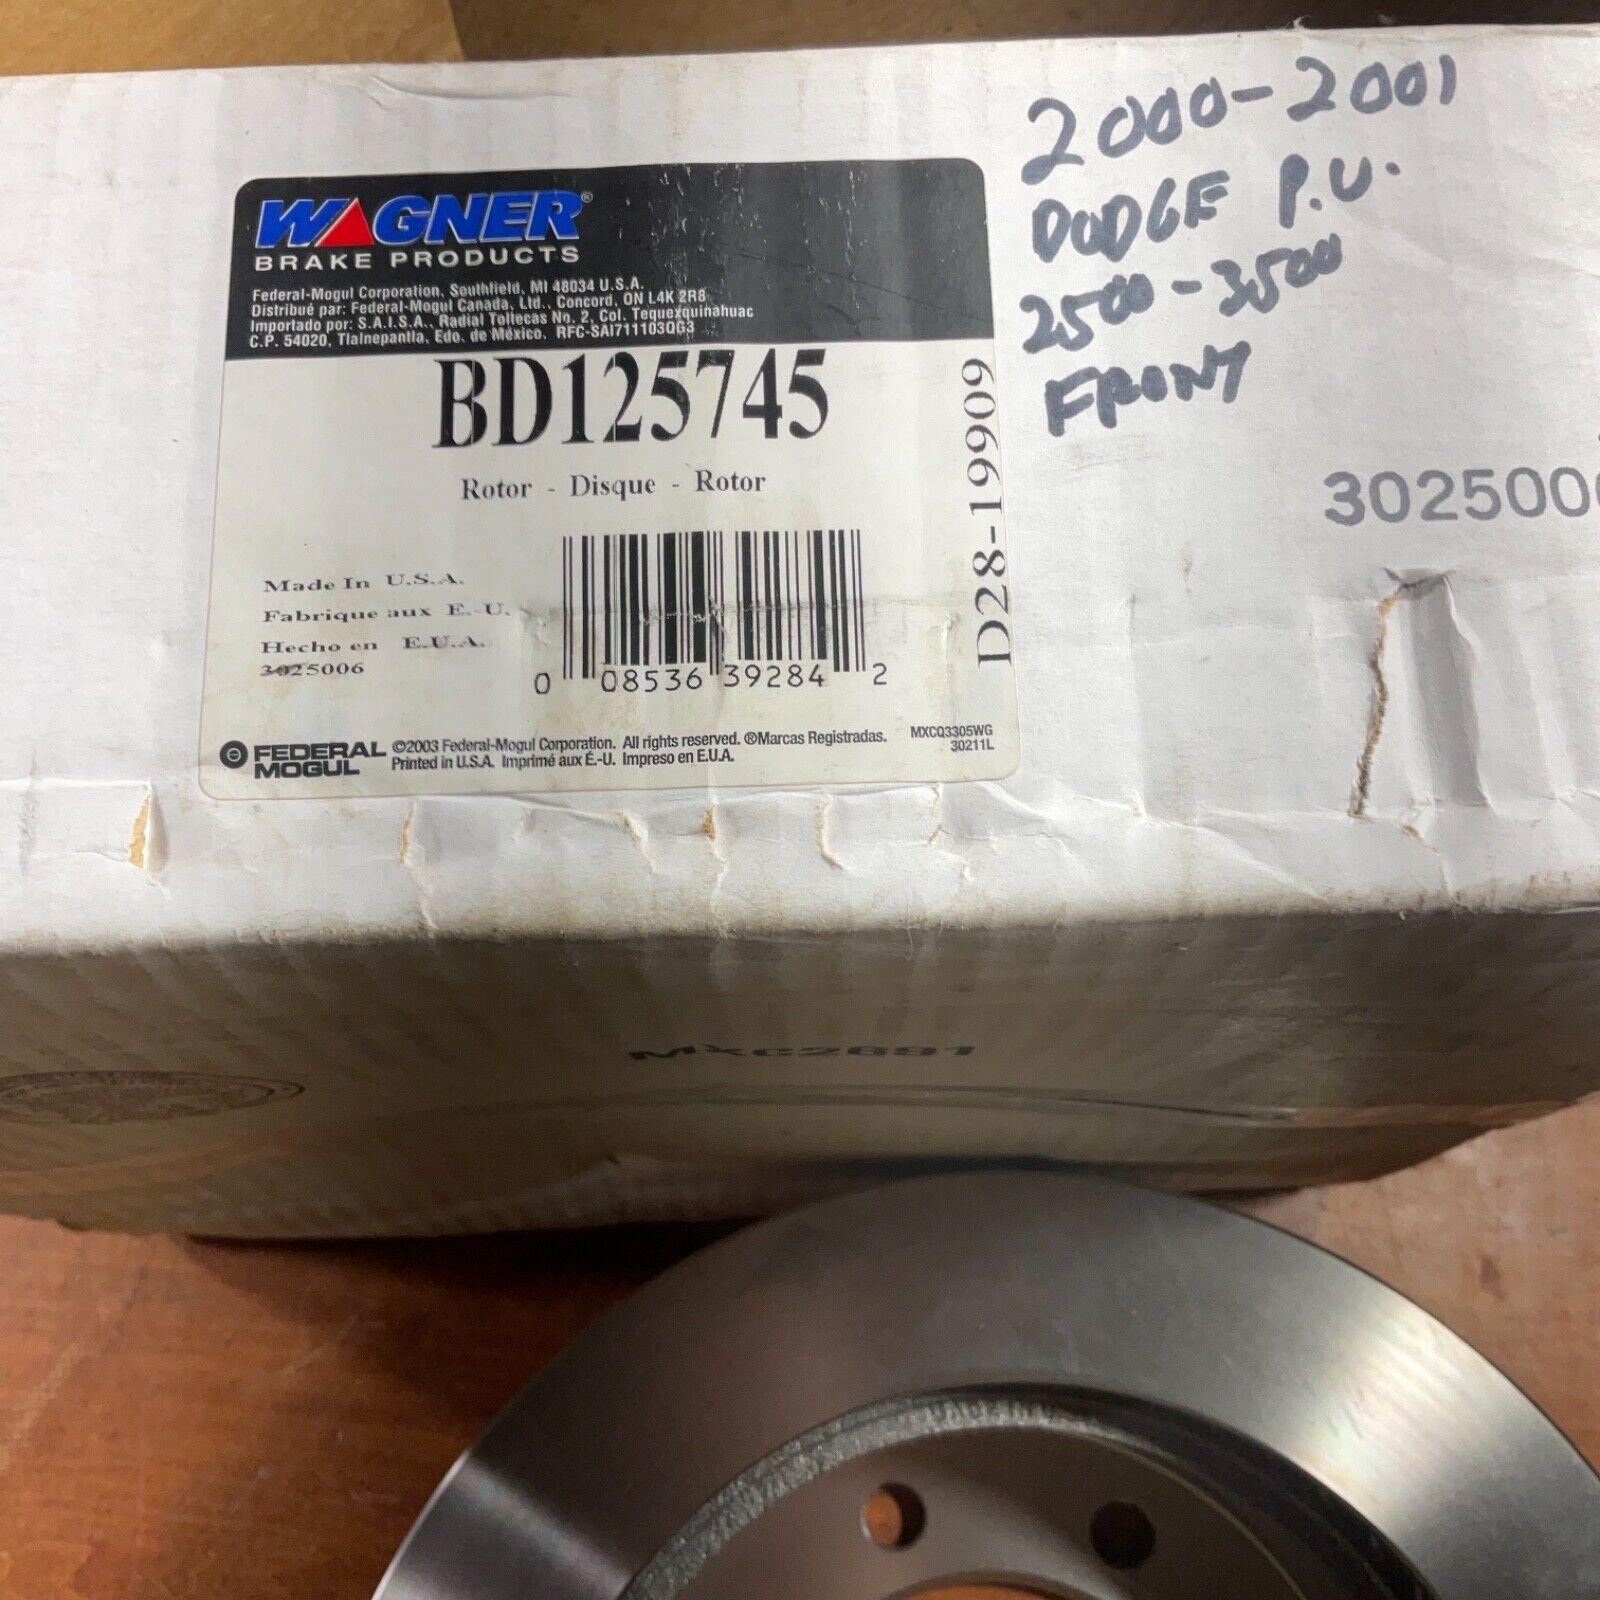 WAGNER®
BRAKE PRODUCTS
Federal-Mogul Corporation, Southfield, MI 48034 U.S.A.
Distribué par: Federal-Mogul Canada, Ltd., Concord, ON L4K 2R8
Importado por: S.A.I.S.A., Radial Toltecas No. 2, Col. Tequexquinahuac
C.P. 54020, Tlalnepantla, Edo. de México. RFC-SAI711103QG3
BD125745
Rotor - Disque - Rotor
Made In U.S.A.
Fabrique aux E.-U.
Hecho en E.U.A.
3025006
0 08536 39284 2
D28-19909
FEDERAL
MOGUL
©2003 Federal-Mogul Corporation. All rights reserved. ®Marcas Registradas.
Printed in U.S.A. Imprimé aux É.-U. Impreso en E.U.A.
MXCQ3305WG
30211L
2000-2001
DODGE P.U.
2500-3500
FRONT
302500
MXC2691